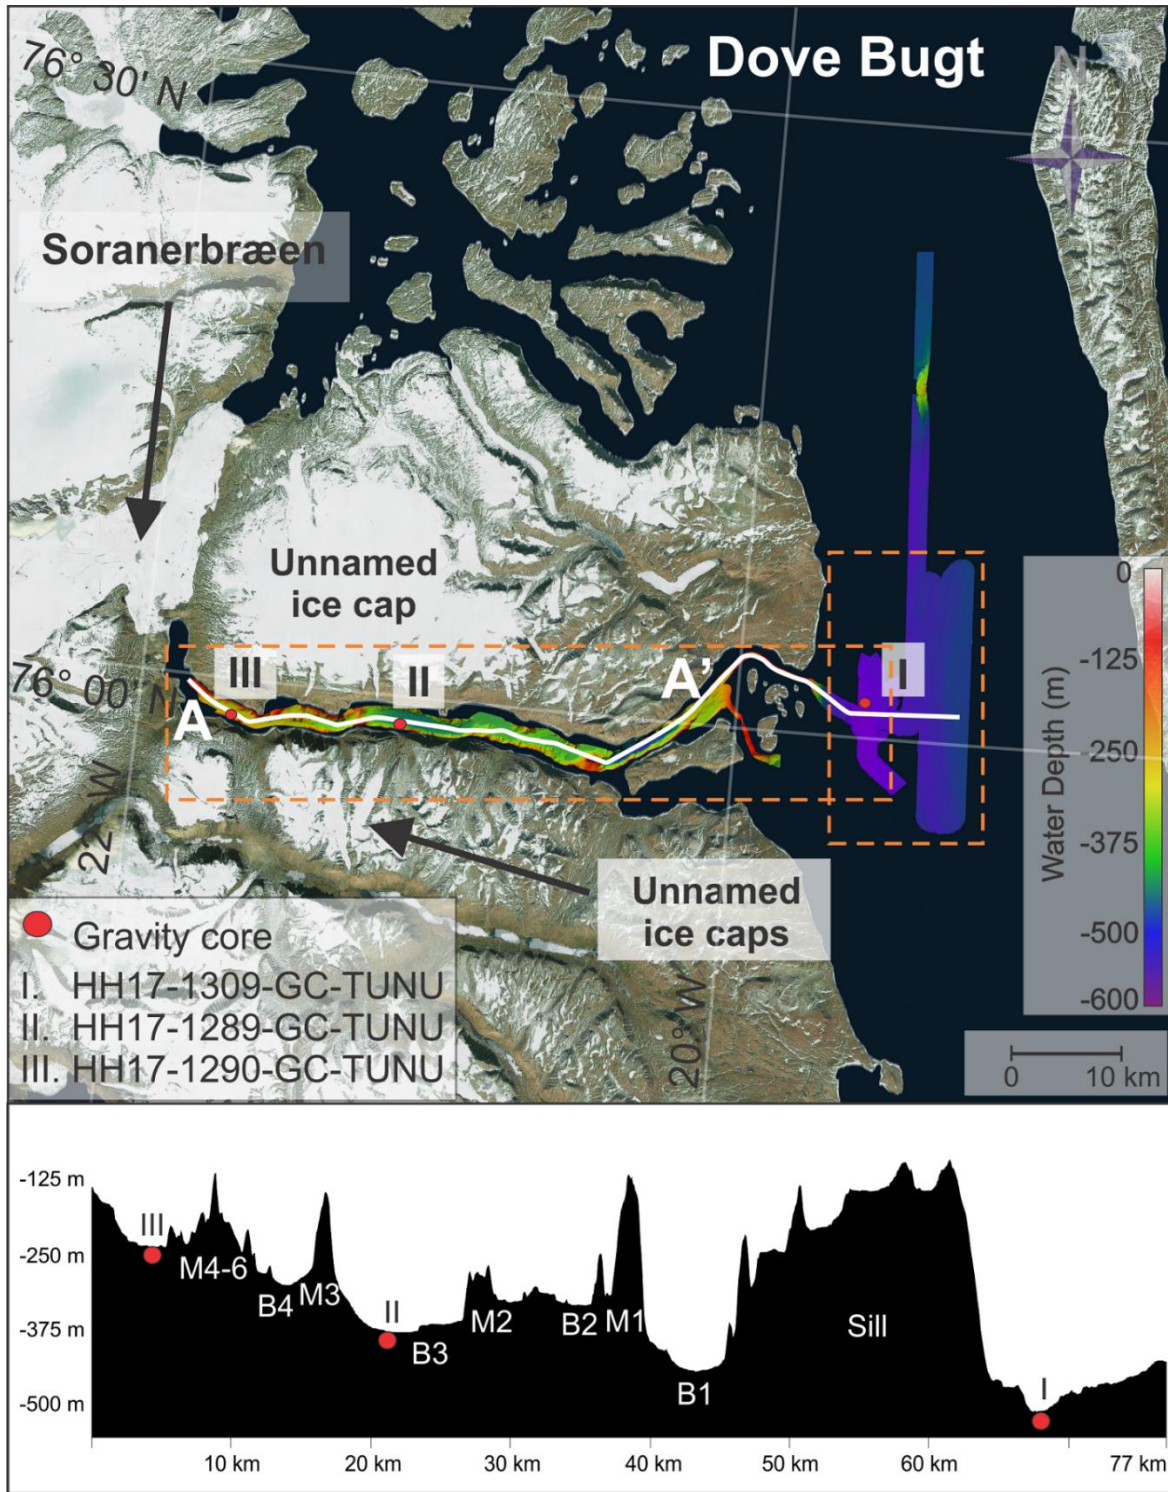 Dove Bugt
76° 30' N
N
Soranerbræen
Unnamed
ice cap
76° 00' N
III
II
A'
I
A
22° W
20° W
Unnamed
ice caps
Water Depth (m)
0
-125
250
-375
-500
-600
Gravity core
I. HH17-1309-GC-TUNU
II. HH17-1289-GC-TUNU
III. HH17-1290-GC-TUNU
0 10 km
-125 m
-250 m
-375 m
-500 m
III
M4-6
B4
M3
II
B3
M2
B2
M1
B1
Sill
I
10 km 20 km 30 km 40 km 50 km 60 km 77 km